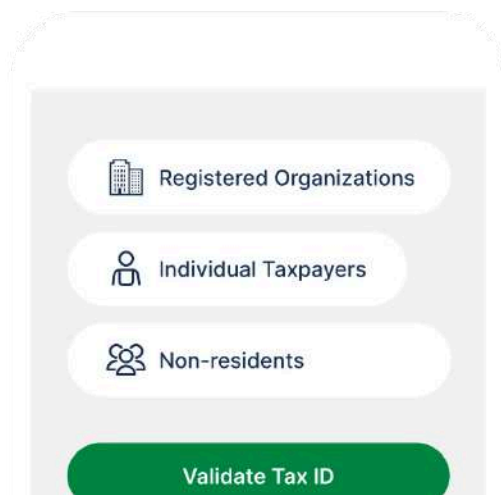 Registered Organizations
Individual Taxpayers
Non-residents
Validate Tax ID